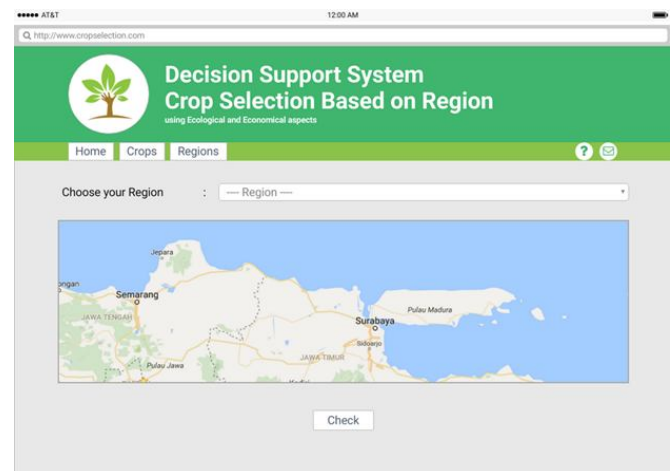 AT&T 12:00 AM
http://www.cropselection.com
Decision Support System
Crop Selection Based on Region
using Ecological and Economical aspects
Home Crops Regions ?
Choose your Region : ---- Region ----
Jepara
ongan
Semarang
JAWA TENGAH
Pulau Madura
Surabaya
Sidoarjo
JAWA TIMUR
Pulau Jawa
Check